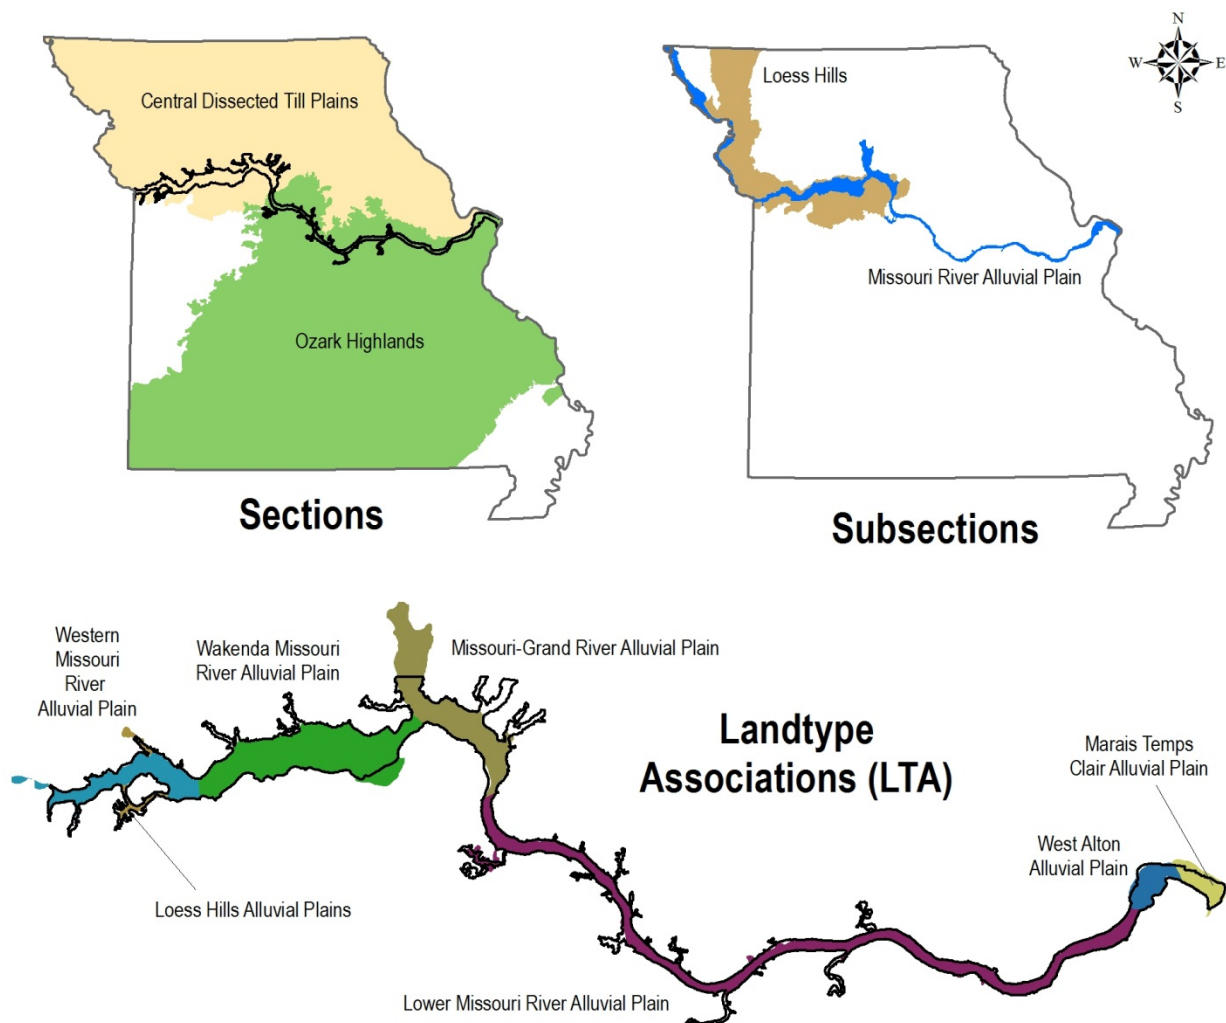 Central Dissected Till Plains
Ozark Highlands
Sections
Loess Hills
Missouri River Alluvial Plain
Subsections
N
W
E
S
Western
Missouri
River
Alluvial Plain
Wakenda Missouri
River Alluvial Plain
Missouri-Grand River Alluvial Plain
Landtype
Associations (LTA)
Marais Temps
Clair Alluvial Plain
West Alton
Alluvial Plain
Loess Hills Alluvial Plains
Lower Missouri River Alluvial Plain